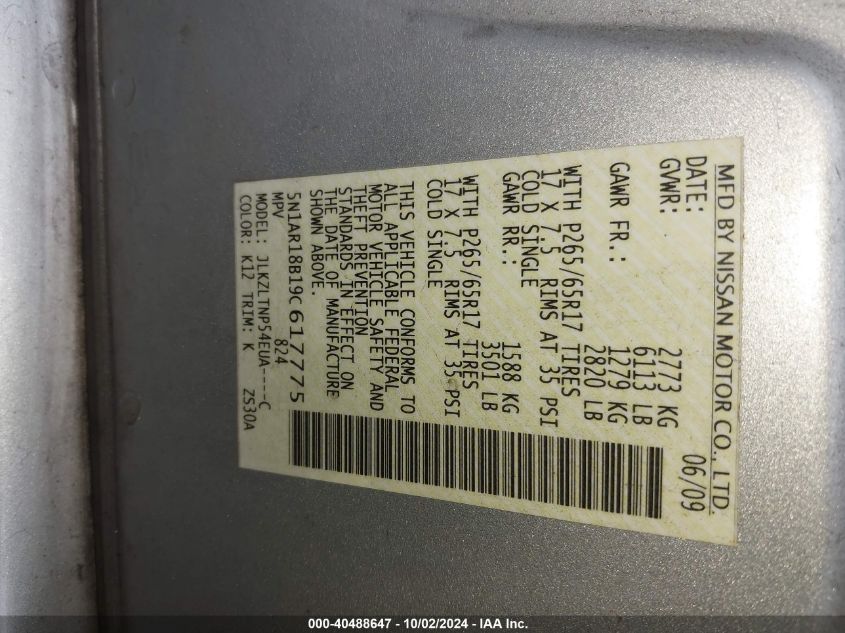 MFD BY NISSAN MOTOR CO., LTD.
DATE: 06/09
GVWR: 2773 KG
6113 LB
GAWR FR.: 1279 KG
2820 LB
WITH P265/65R17 TIRES
17 X 7.5 RIMS AT 35 PSI
COLD SINGLE
GAWR RR.: 1588 KG
3501 LB
WITH P265/65R17 TIRES
17 X 7.5 RIMS AT 35 PSI
COLD SINGLE
THIS VEHICLE CONFORMS TO
ALL APPLICABLE FEDERAL
MOTOR VEHICLE SAFETY AND
THEFT PREVENTION
STANDARDS IN EFFECT ON
THE DATE OF MANUFACTURE
SHOWN ABOVE.
5N1AR18B19C617775
MPV 824
MODEL: JLKZLTNP54EUA----C
COLOR: K12 TRIM: K ZS30A
000-40488647 - 10/02/2024 - IAA Inc.